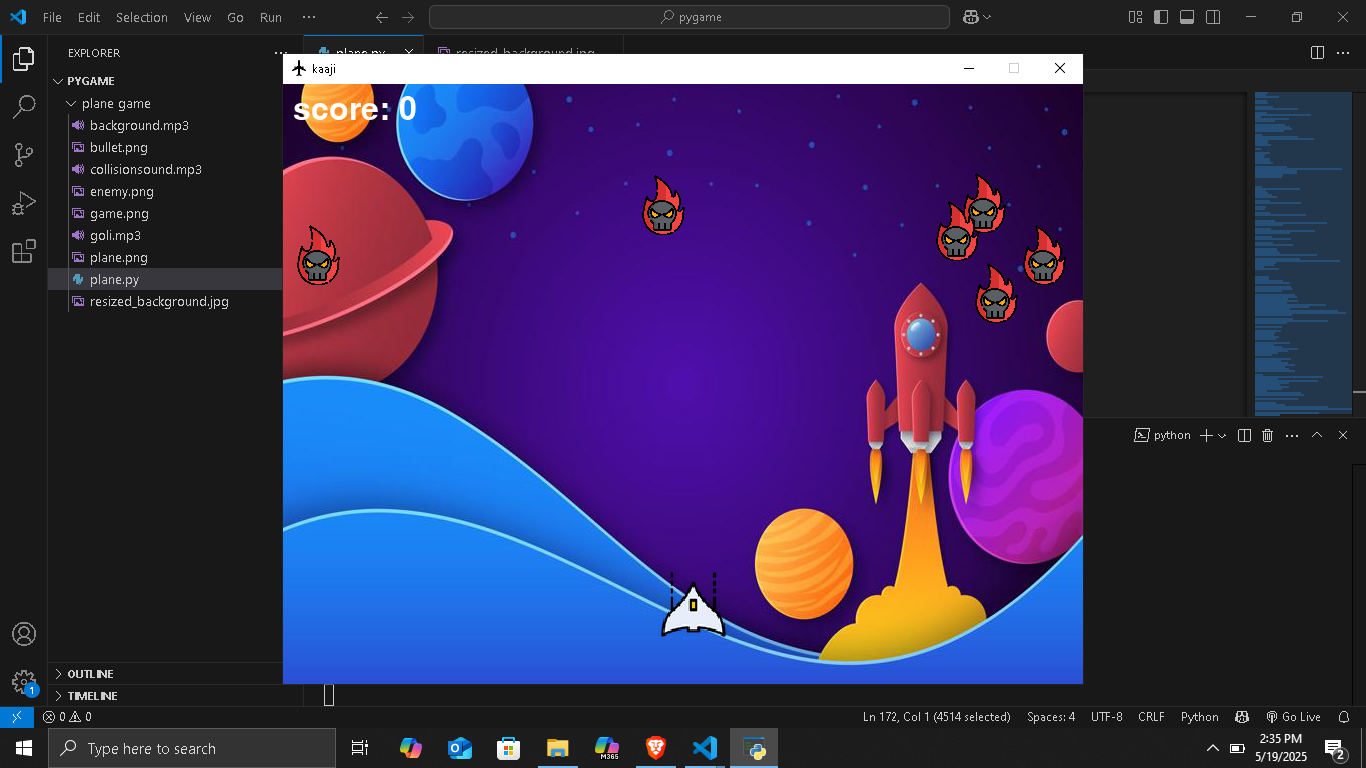 File Edit Selection View Go Run ···
pygame
EXPLORER
plane.py
resized_background.jpg
PYGAME
plane game
background.mp3
bullet.png
collisionsound.mp3
enemy.png
game.png
goli.mp3
plane.png
plane.py
resized_background.jpg
kaaji
score: 0
python
OUTLINE
TIMELINE
1
0 0
Ln 172, Col 1 (4514 selected)
Spaces: 4
UTF-8
CRLF
Python
Go Live
Type here to search
M365
2:35 PM
5/19/2025
2